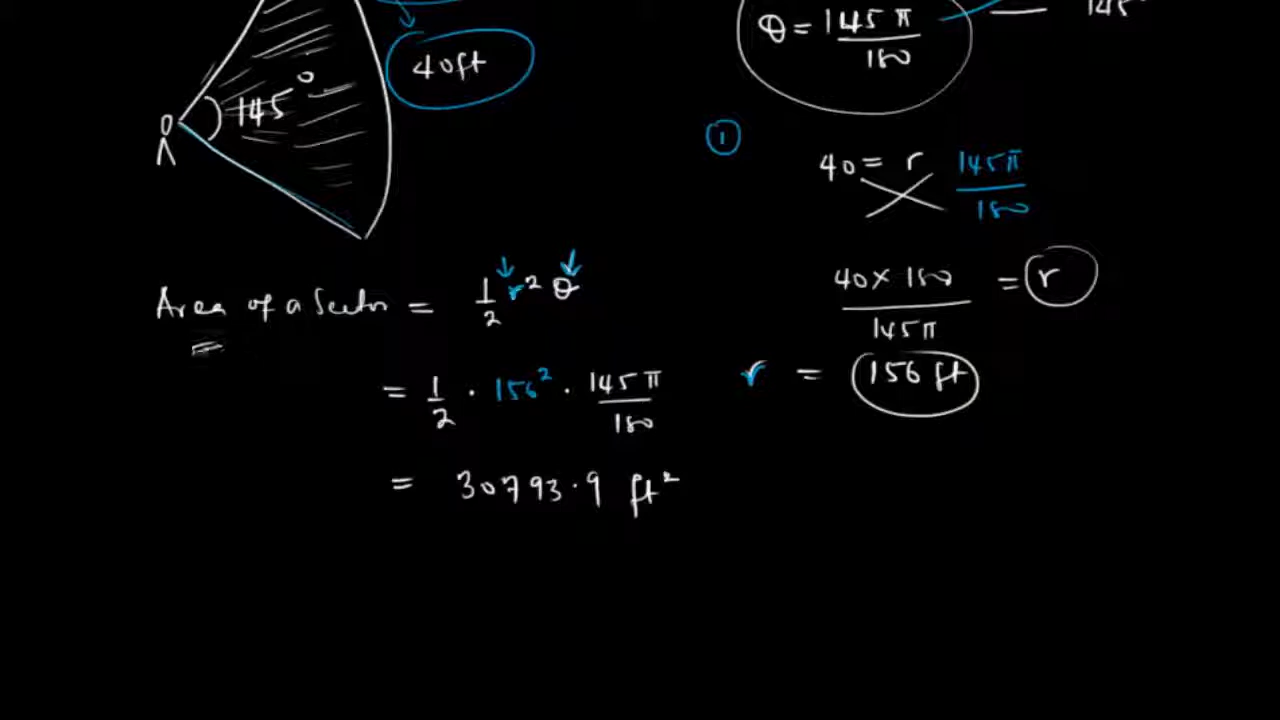 145°
40ft
θ = 145π / 180
145
①
40 = r 145π / 180
40 × 180 / 145π = r
r = 156 ft
Area of a Sector = 1/2 r² θ
= 1/2 · 156² · 145π / 180
= 30793.9 ft²